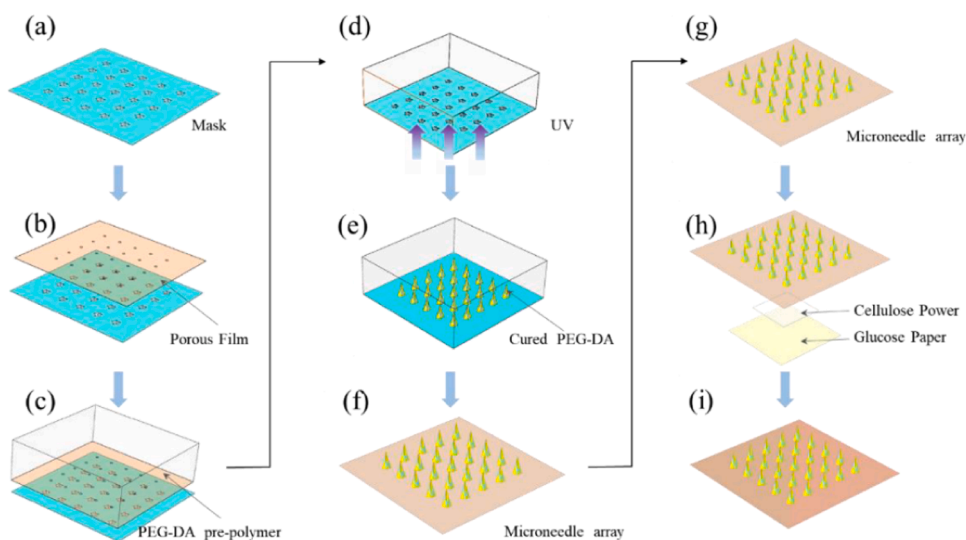 (a)
Mask
(b)
Porous Film
(c)
PEG-DA pre-polymer
(d)
UV
(e)
Cured PEG-DA
(f)
Microneedle array
(g)
Microneedle array
(h)
Cellulose Power
Glucose Paper
(i)